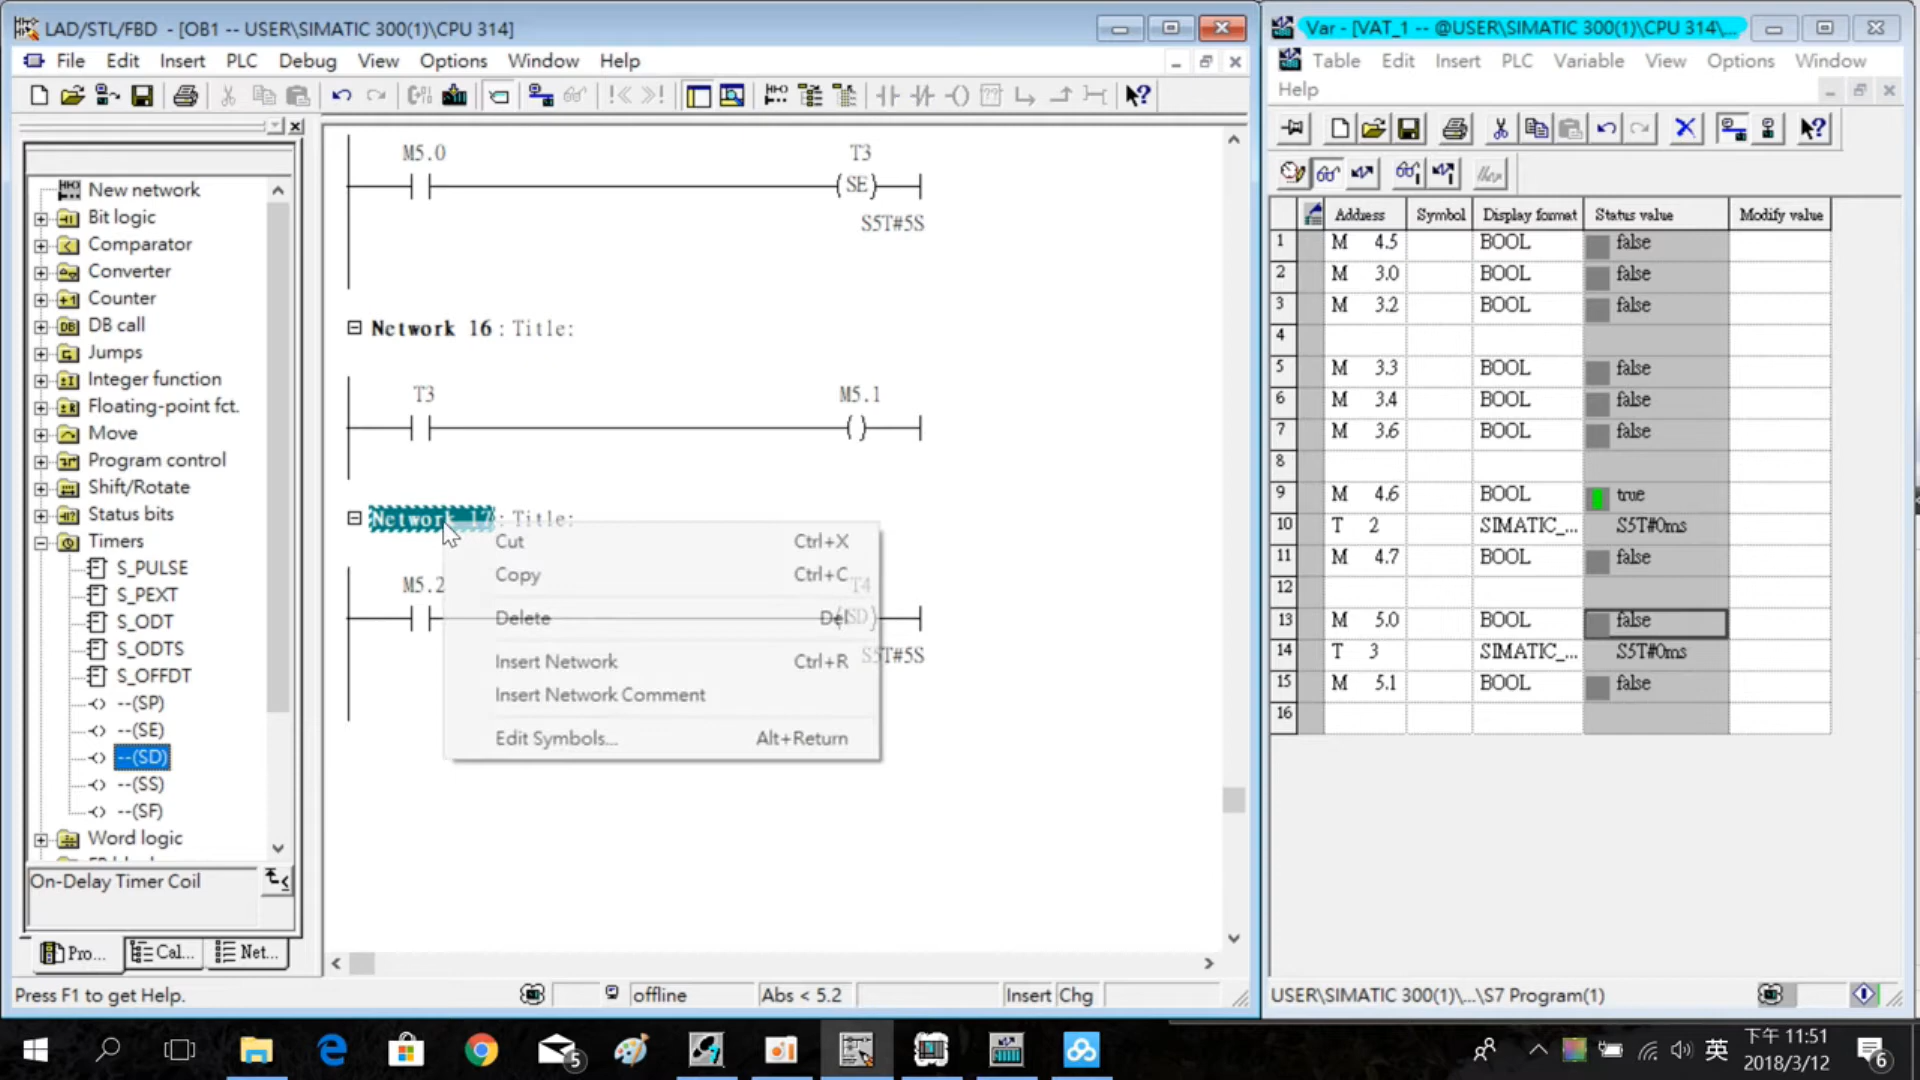 LAD/STL/FBD - [OB1 -- USER\SIMATIC 300(1)\CPU 314]
File Edit Insert PLC Debug View Options Window Help
New network
Bit logic
Comparator
Converter
Counter
DB call
Jumps
Integer function
Floating-point fct.
Move
Program control
Shift/Rotate
Status bits
Timers
S_PULSE
S_PEXT
S_ODT
S_ODTS
S_OFFDT
--(SP)
--(SE)
--(SD)
--(SS)
--(SF)
Word logic
On-Delay Timer Coil
Pro... Cal... Net...
M5.0 T3
(SE)
S5T#5S
Network 16 : Title:
T3 M5.1
( )
Network 17 : Title:
M5.2 T4
(SD)
S5T#5S
Cut Ctrl+X
Copy Ctrl+C
Delete Del
Insert Network Ctrl+R
Insert Network Comment
Edit Symbols... Alt+Return
Press F1 to get Help.
offline Abs < 5.2 Insert Chg
Var - [VAT_1 -- @USER\SIMATIC 300(1)\CPU 314\...
Table Edit Insert PLC Variable View Options Window
Help
Address Symbol Display format Status value Modify value
1 M 4.5 BOOL false
2 M 3.0 BOOL false
3 M 3.2 BOOL false
4
5 M 3.3 BOOL false
6 M 3.4 BOOL false
7 M 3.6 BOOL false
8
9 M 4.6 BOOL true
10 T 2 SIMATIC_... S5T#0ms
11 M 4.7 BOOL false
12
13 M 5.0 BOOL false
14 T 3 SIMATIC_... S5T#0ms
15 M 5.1 BOOL false
16
USER\SIMATIC 300(1)\...\S7 Program(1)
5
英
下午 11:51
2018/3/12
6